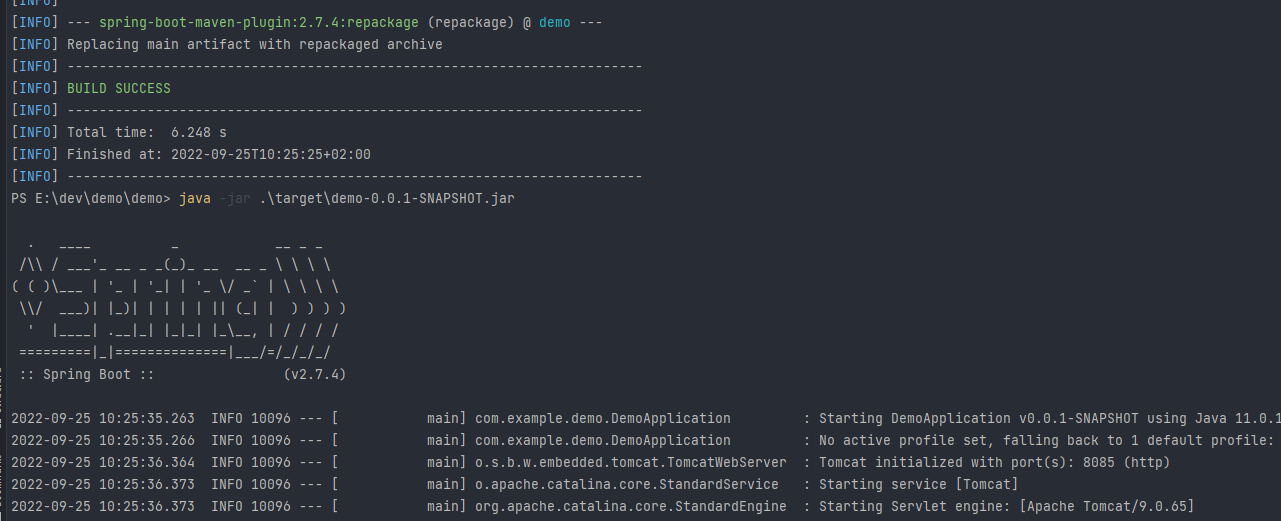 [INFO]
[INFO] --- spring-boot-maven-plugin:2.7.4:repackage (repackage) @ demo ---
[INFO] Replacing main artifact with repackaged archive
[INFO] ------------------------------------------------------------------------
[INFO] BUILD SUCCESS
[INFO] ------------------------------------------------------------------------
[INFO] Total time:  6.248 s
[INFO] Finished at: 2022-09-25T10:25:25+02:00
[INFO] ------------------------------------------------------------------------
PS E:\dev\demo\demo> java -jar .\target\demo-0.0.1-SNAPSHOT.jar

  .   ____          _            __ _ _
 /\\ / ___'_ __ _ _(_)_ __  __ _ \ \ \ \
( ( )\___ | '_ | '_| | '_ \/ _` | \ \ \ \
 \\/  ___)| |_)| | | | | || (_| |  ) ) ) )
  '  |____| .__|_| |_|_| |_\__, | / / / /
 =========|_|==============|___/=/_/_/_/
 :: Spring Boot ::                (v2.7.4)

2022-09-25 10:25:35.263  INFO 10096 --- [           main] com.example.demo.DemoApplication         : Starting DemoApplication v0.0.1-SNAPSHOT using Java 11.0.1
2022-09-25 10:25:35.266  INFO 10096 --- [           main] com.example.demo.DemoApplication         : No active profile set, falling back to 1 default profile:
2022-09-25 10:25:36.364  INFO 10096 --- [           main] o.s.b.w.embedded.tomcat.TomcatWebServer  : Tomcat initialized with port(s): 8085 (http)
2022-09-25 10:25:36.373  INFO 10096 --- [           main] o.apache.catalina.core.StandardService   : Starting service [Tomcat]
2022-09-25 10:25:36.373  INFO 10096 --- [           main] org.apache.catalina.core.StandardEngine  : Starting Servlet engine: [Apache Tomcat/9.0.65]